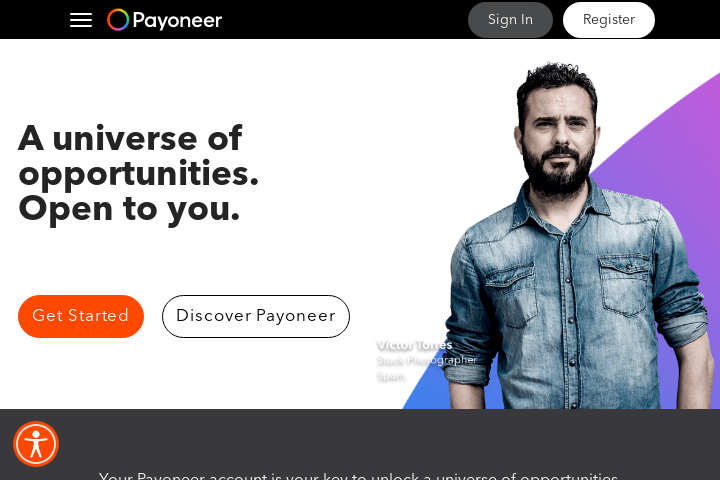 Payoneer
Sign In
Register
A universe of
opportunities.
Open to you.
Get Started
Discover Payoneer
Victor Torres
Stock Photographer
Spain
Your Payoneer account is your key to unlock a universe of opportunities.